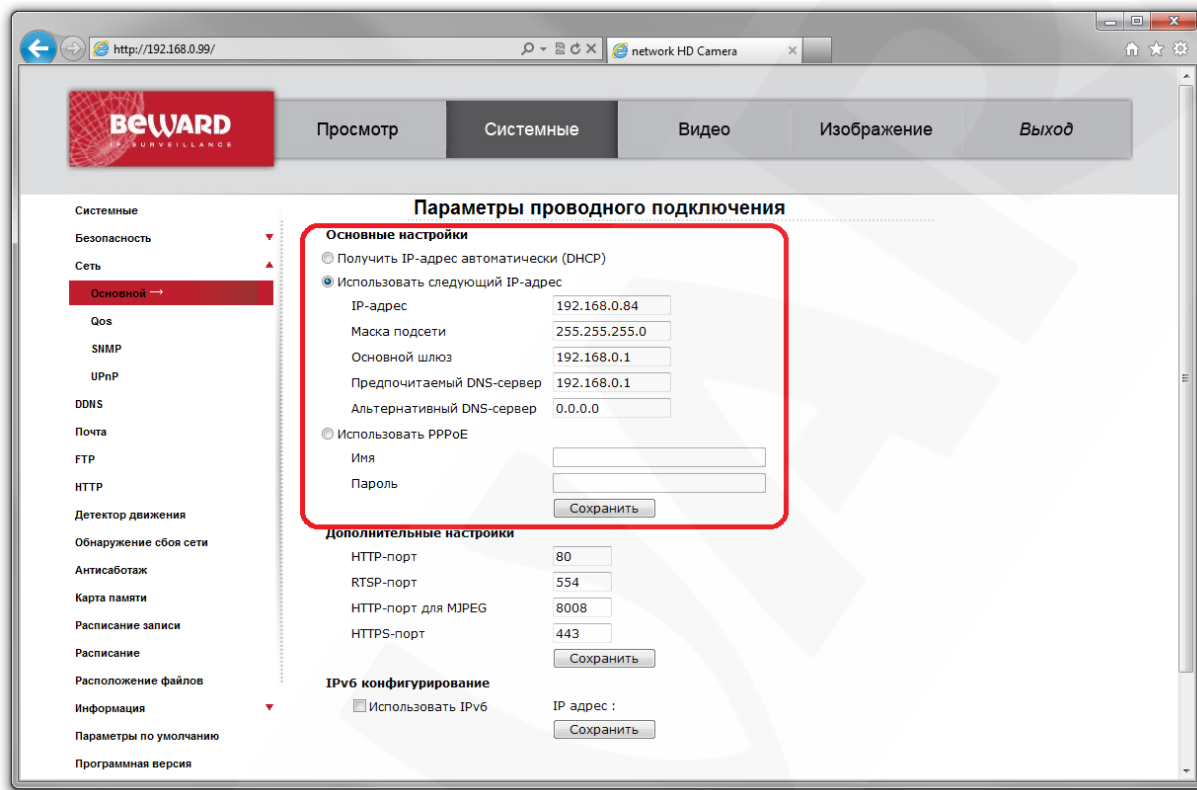 http://192.168.0.99/
network HD Camera
BEWARD
IP SURVEILLANCE
Просмотр
Системные
Видео
Изображение
Выход
Системные
Безопасность
Сеть
Основной →
Qos
SNMP
UPnP
DDNS
Почта
FTP
HTTP
Детектор движения
Обнаружение сбоя сети
Антисаботаж
Карта памяти
Расписание записи
Расписание
Расположение файлов
Информация
Параметры по умолчанию
Программная версия
Параметры проводного подключения
Основные настройки
Получить IP-адрес автоматически (DHCP)
Использовать следующий IP-адрес
IP-адрес 192.168.0.84
Маска подсети 255.255.255.0
Основной шлюз 192.168.0.1
Предпочитаемый DNS-сервер 192.168.0.1
Альтернативный DNS-сервер 0.0.0.0
Использовать PPPoE
Имя
Пароль
Сохранить
Дополнительные настройки
HTTP-порт 80
RTSP-порт 554
HTTP-порт для MJPEG 8008
HTTPS-порт 443
Сохранить
IPv6 конфигурирование
Использовать IPv6 IP адрес :
Сохранить